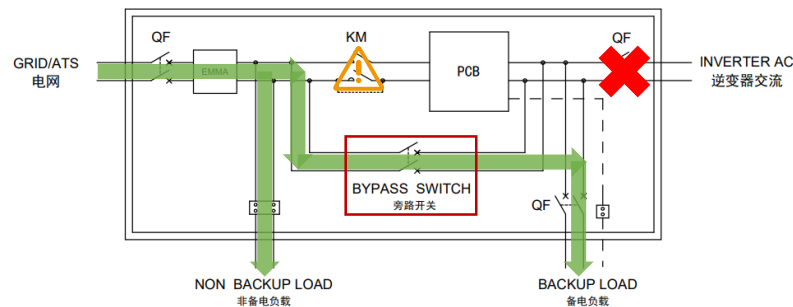 QF
KM
QF
GRID/ATS
电网
EMMA
PCB
INVERTER AC
逆变器交流
BYPASS SWITCH
旁路开关
QF
NON BACKUP LOAD
非备电负载
BACKUP LOAD
备电负载